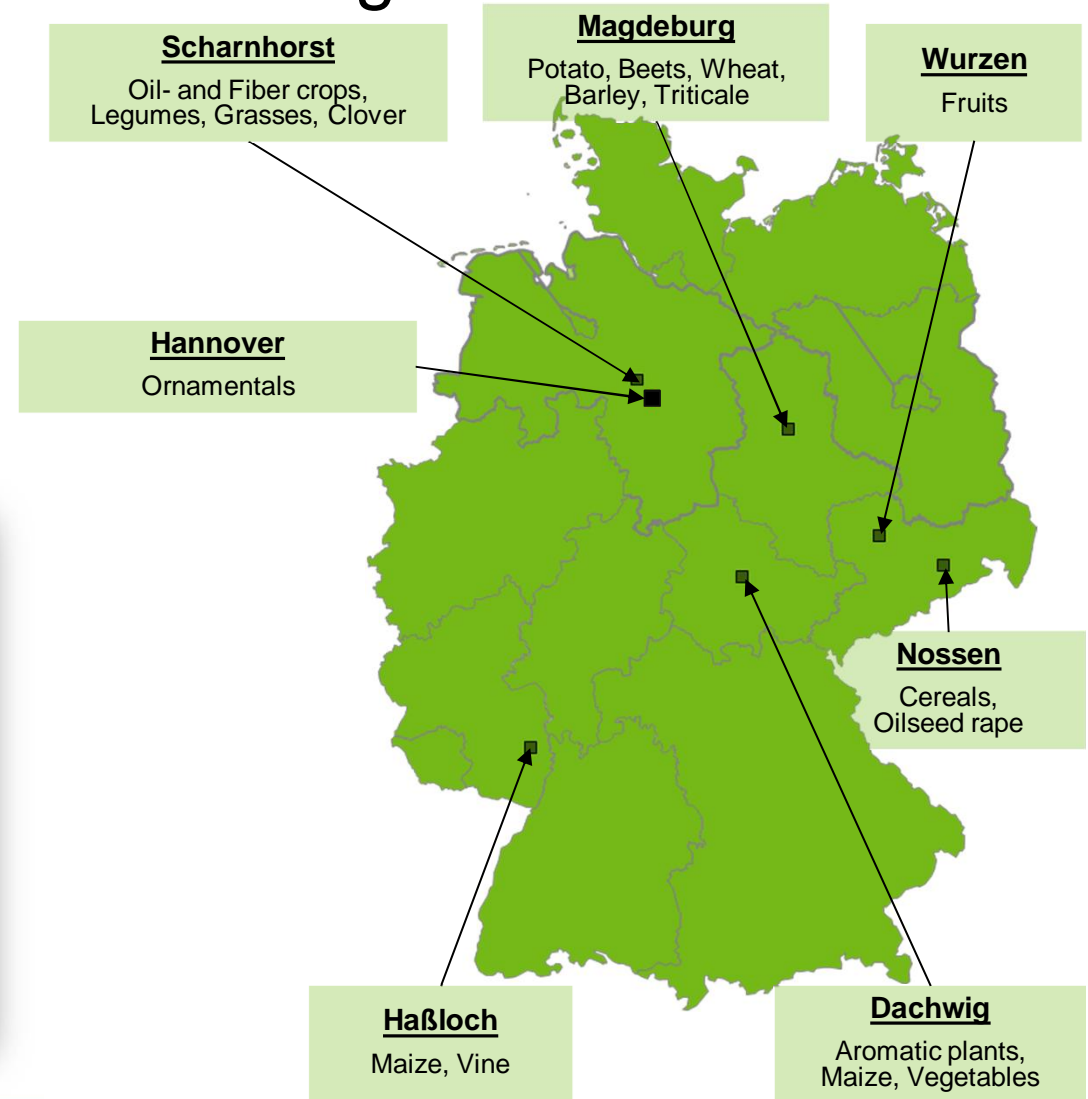 Scharnhorst
Oil- and Fiber crops,
Legumes, Grasses, Clover
Magdeburg
Potato, Beets, Wheat,
Barley, Triticale
Wurzen
Fruits
Hannover
Ornamentals
Nossen
Cereals,
Oilseed rape
Haßloch
Maize, Vine
Dachwig
Aromatic plants,
Maize, Vegetables